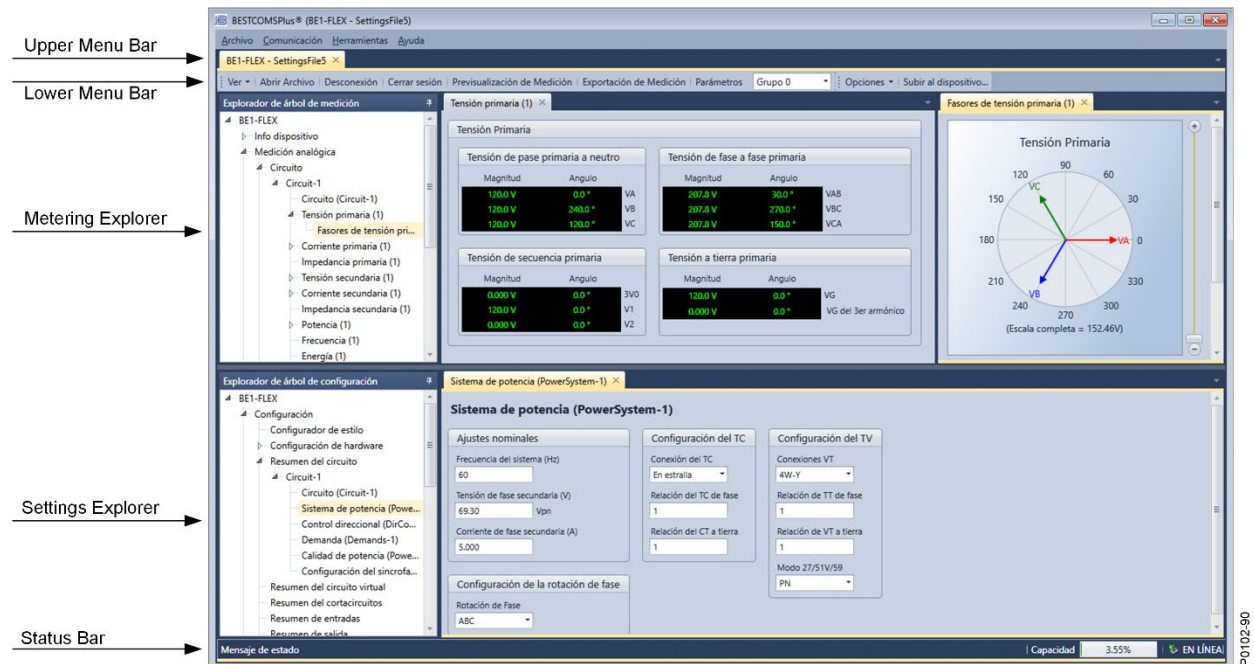 BESTCOMSPlus® (BE1-FLEX - SettingsFile5)
Archivo Comunicación Herramientas Ayuda
Upper Menu Bar
BE1-FLEX - SettingsFile5
Lower Menu Bar
Ver Abrir Archivo Desconexión Cerrar sesión Previsualización de Medición Exportación de Medición Parámetros Grupo 0 Opciones Subir al dispositivo...
Explorador de árbol de medición
BE1-FLEX
Info dispositivo
Medición analógica
Circuito
Circuit-1
Circuito (Circuit-1)
Tensión primaria (1)
Metering Explorer
Fasores de tensión pri...
Corriente primaria (1)
Impedancia primaria (1)
Tensión secundaria (1)
Corriente secundaria (1)
Impedancia secundaria (1)
Potencia (1)
Frecuencia (1)
Energía (1)
Tensión primaria (1)
Tensión Primaria
Tensión de pase primaria a neutro
Magnitud Angulo
120.0 V 0.0 ° VA
120.0 V 240.0 ° VB
120.0 V 120.0 ° VC
Tensión de fase a fase primaria
Magnitud Angulo
207.8 V 30.0 ° VAB
207.8 V 270.0 ° VBC
207.8 V 150.0 ° VCA
Tensión de secuencia primaria
Magnitud Angulo
0.000 V 0.0 ° 3V0
120.0 V 0.0 ° V1
0.000 V 0.0 ° V2
Tensión a tierra primaria
Magnitud Angulo
120.0 V 0.0 ° VG
0.000 V 0.0 ° VG del 3er armónico
Fasores de tensión primaria (1)
Tensión Primaria
90
120 60
VC
150 30
180 VA 0
210 330
VB
240 300
270
(Escala completa = 152.46V)
Explorador de árbol de configuración
BE1-FLEX
Configuración
Configurador de estilo
Configuración de hardware
Resumen del circuito
Circuit-1
Circuito (Circuit-1)
Settings Explorer
Sistema de potencia (Powe...
Control direccional (DirCo...
Demanda (Demands-1)
Calidad de potencia (Powe...
Configuración del sincrofa...
Resumen del circuito virtual
Resumen del cortacircuitos
Resumen de entradas
Resumen de salida
Sistema de potencia (PowerSystem-1)
Sistema de potencia (PowerSystem-1)
Ajustes nominales
Frecuencia del sistema (Hz)
60
Tensión de fase secundaria (V)
69.30 Vpn
Corriente de fase secundaria (A)
5.000
Configuración de la rotación de fase
Rotación de Fase
ABC
Configuración del TC
Conexión del TC
En estralla
Relación del TC de fase
1
Relación del CT a tierra
1
Configuración del TV
Conexiones VT
4W-Y
Relación de TT de fase
1
Relación de VT a tierra
1
Modo 27/51V/59
PN
Status Bar
Mensaje de estado Capacidad 3.55% EN LÍNEA
P0102-90